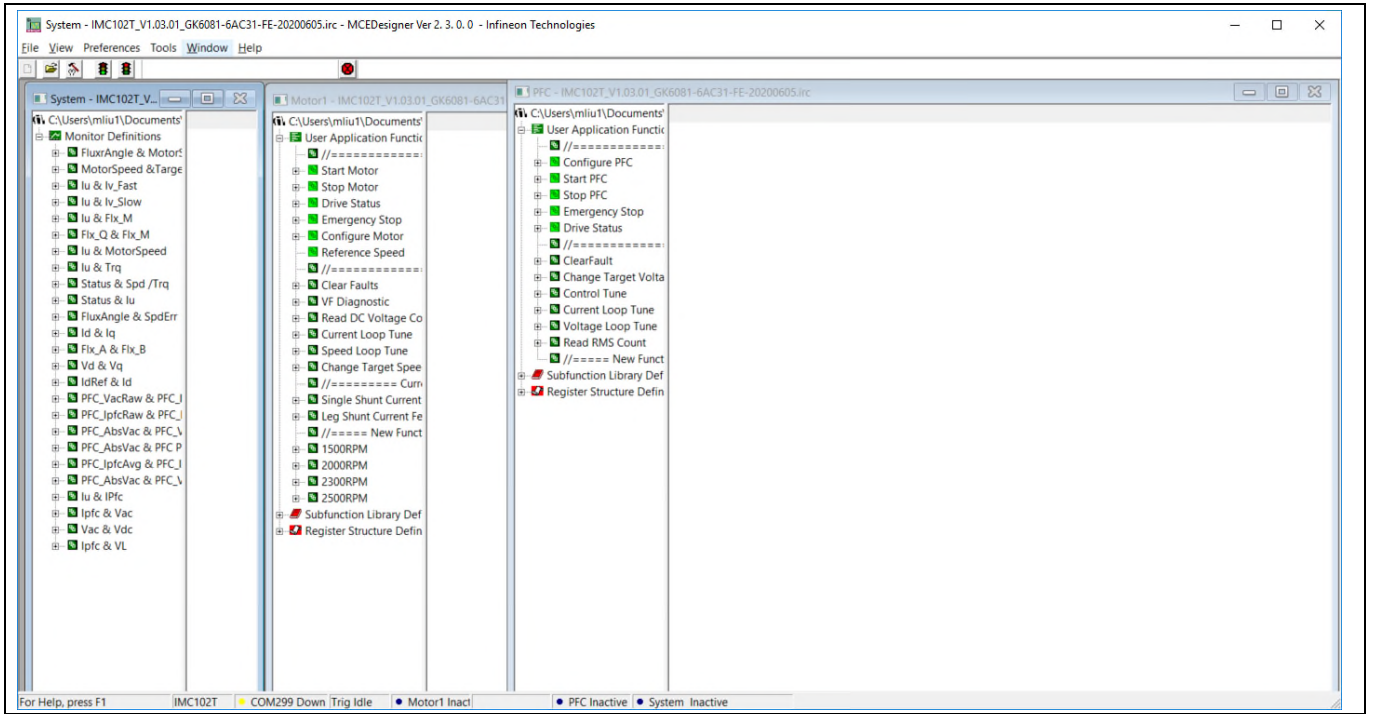 System - IMC102T_V1.03.01_GK6081-6AC31-FE-20200605.irc - MCEDesigner Ver 2. 3. 0. 0 - Infineon Technologies
File View Preferences Tools Window Help
System - IMC102T_V...
C:\Users\mliu1\Documents'
Monitor Definitions
FluxrAngle & MotorS
MotorSpeed &Targe
Iu & Iv_Fast
Iu & Iv_Slow
Iu & Flx_M
Flx_Q & Flx_M
Iu & MotorSpeed
Iu & Trq
Status & Spd /Trq
Status & Iu
FluxAngle & SpdErr
Id & Iq
Flx_A & Flx_B
Vd & Vq
IdRef & Id
PFC_VacRaw & PFC_I
PFC_IpfcRaw & PFC_I
PFC_AbsVac & PFC_V
PFC_AbsVac & PFC P
PFC_IpfcAvg & PFC_I
PFC_AbsVac & PFC_V
Iu & IPfc
Ipfc & Vac
Vac & Vdc
Ipfc & VL
Motor1 - IMC102T_V1.03.01_GK6081-6AC31
C:\Users\mliu1\Documents'
User Application Functic
//============
Start Motor
Stop Motor
Drive Status
Emergency Stop
Configure Motor
Reference Speed
//============
Clear Faults
VF Diagnostic
Read DC Voltage Co
Current Loop Tune
Speed Loop Tune
Change Target Spee
//========= Curr
Single Shunt Current
Leg Shunt Current Fe
//===== New Funct
1500RPM
2000RPM
2300RPM
2500RPM
Subfunction Library Def
Register Structure Defin
PFC - IMC102T_V1.03.01_GK6081-6AC31-FE-20200605.irc
C:\Users\mliu1\Documents'
User Application Functic
//============
Configure PFC
Start PFC
Stop PFC
Emergency Stop
Drive Status
//============
ClearFault
Change Target Volta
Control Tune
Current Loop Tune
Voltage Loop Tune
Read RMS Count
//===== New Funct
Subfunction Library Def
Register Structure Defin
For Help, press F1 IMC102T COM299 Down Trig Idle Motor1 Inact PFC Inactive System Inactive